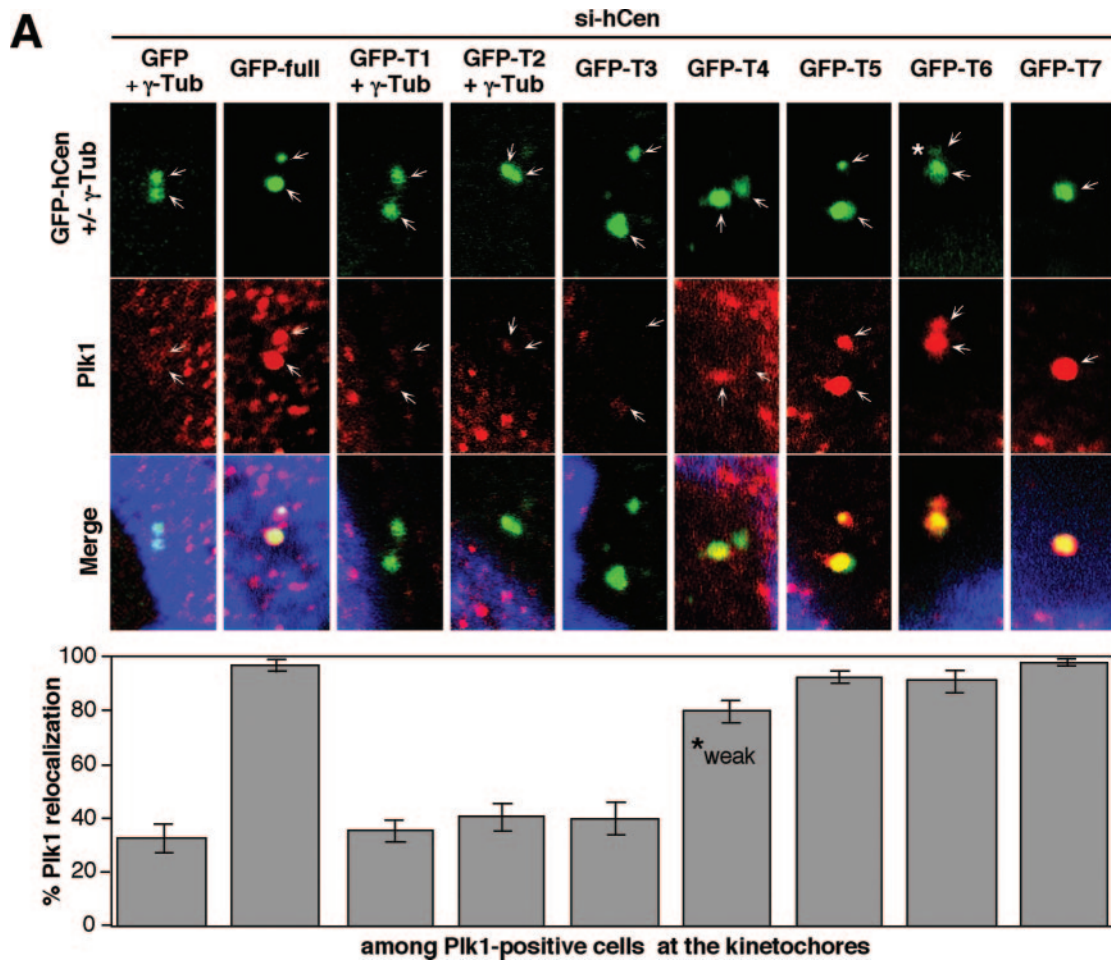 A
si-hCen
GFP + γ-Tub
GFP-full
GFP-T1 + γ-Tub
GFP-T2 + γ-Tub
GFP-T3
GFP-T4
GFP-T5
GFP-T6
GFP-T7
GFP-hCen +/- γ-Tub
*
Plk1
Merge
% Plk1 relocalization
100
80
60
40
20
0
*weak
among Plk1-positive cells at the kinetochores